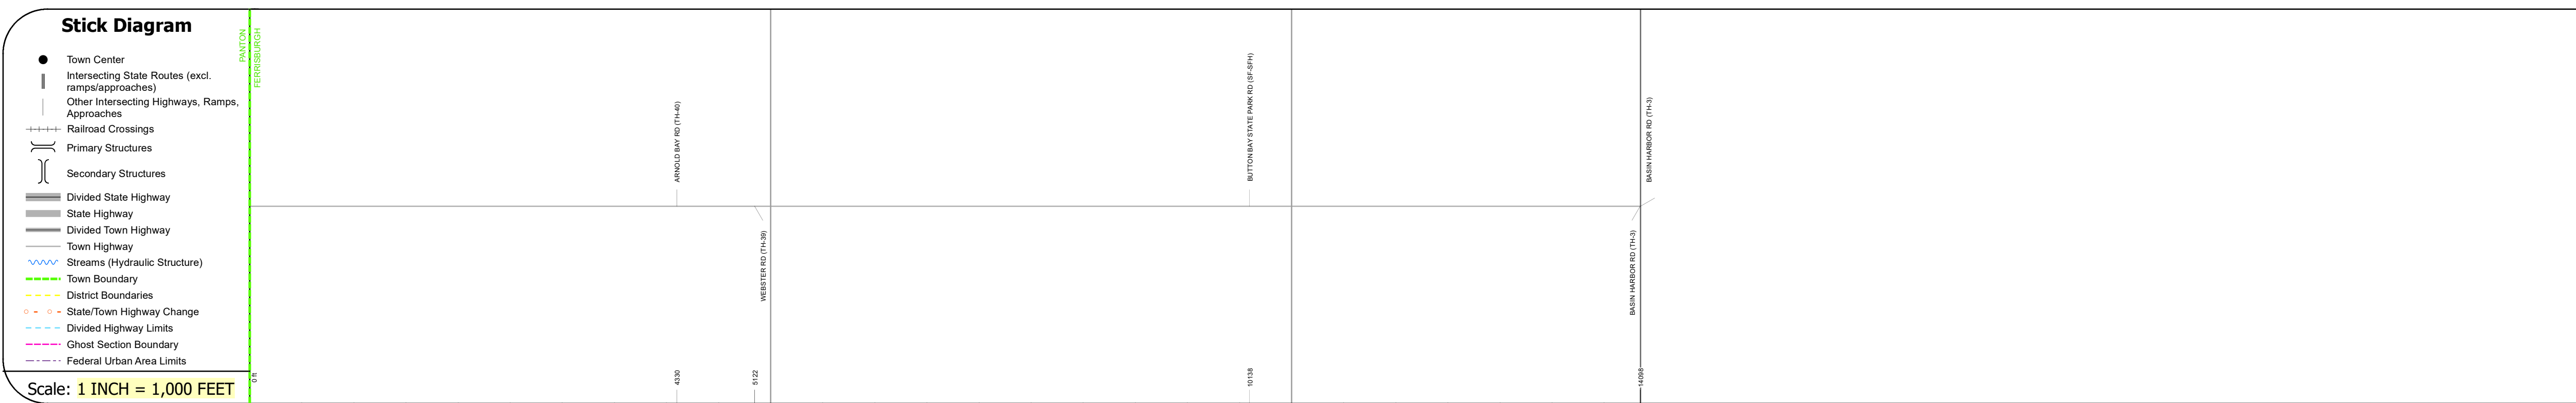 Stick Diagram
Town Center
Intersecting State Routes (excl.
ramps/approaches)
Other Intersecting Highways, Ramps,
Approaches
Railroad Crossings
Primary Structures
Secondary Structures
Divided State Highway
State Highway
Divided Town Highway
Town Highway
Streams (Hydraulic Structure)
Town Boundary
District Boundaries
State/Town Highway Change
Divided Highway Limits
Ghost Section Boundary
Federal Urban Area Limits
Scale: 1 INCH = 1,000 FEET
PANTON
FERRISBURGH
ARNOLD BAY RD (TH-40)
WEBSTER RD (TH-39)
BUTTON BAY STATE PARK RD (SF-SFH)
BASIN HARBOR RD (TH-3)
BASIN HARBOR RD (TH-3)
0 ft
4330
5122
10138
14098